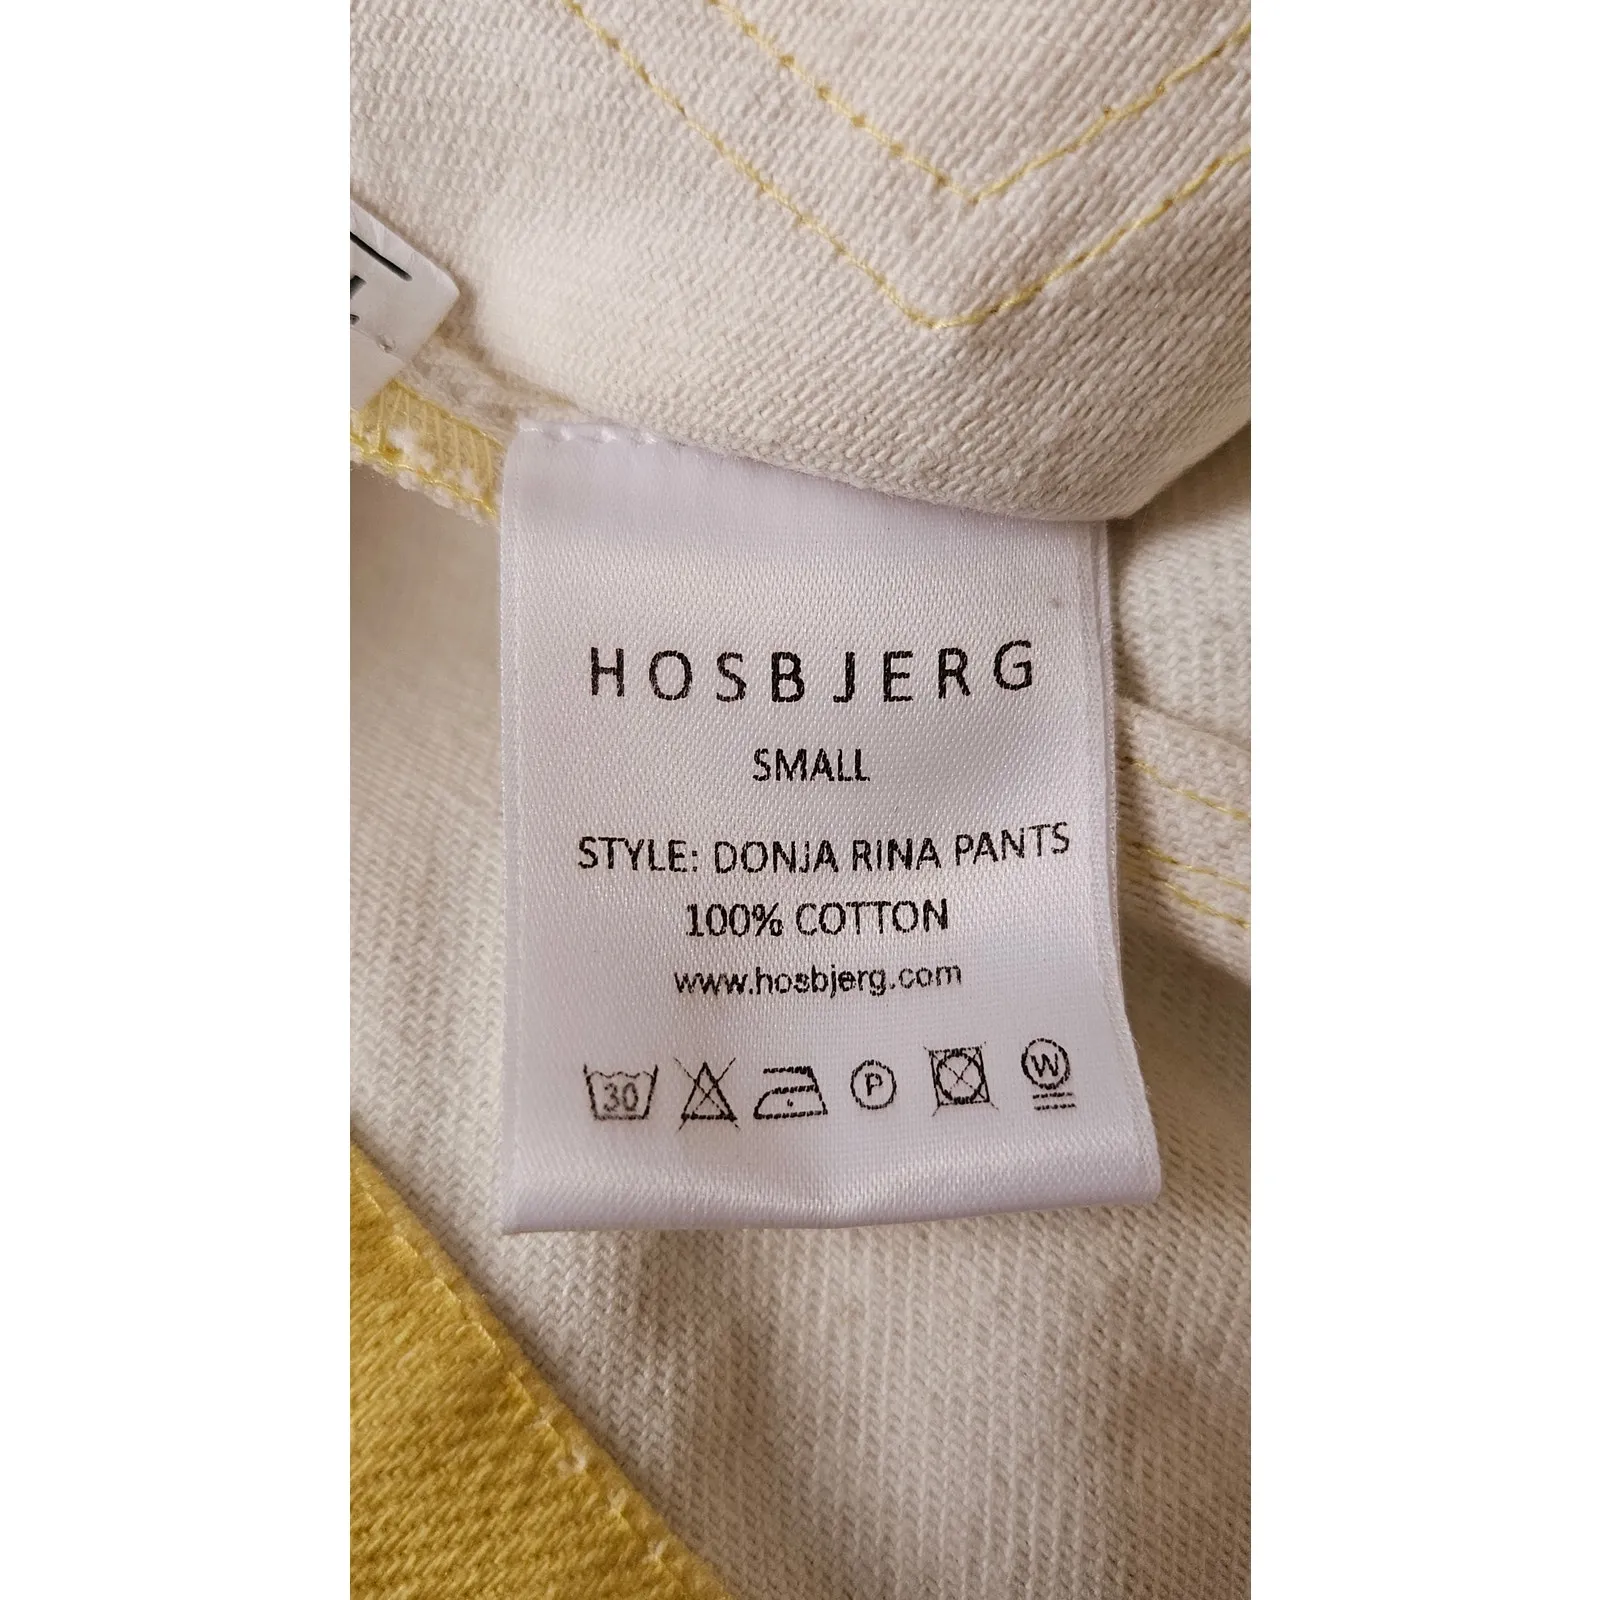 HOSBJERG
SMALL
STYLE: DONJA RINA PANTS
100% COTTON
www.hosbjerg.com
30 P W